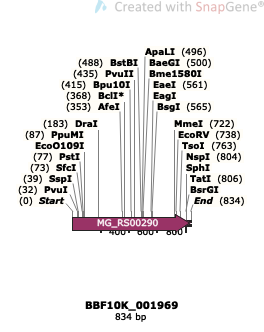 Created with SnapGene®
ApaLI (496)
(488) BstBI BaeGI (500)
(435) PvuII Bme1580I
(415) Bpu10I EaeI (561)
(368) BclI* EagI
(353) AfeI BsgI (565)
(183) DraI MmeI (722)
(87) PpuMI EcoRV (738)
EcoO109I TsoI (763)
(77) PstI NspI (804)
(73) SfcI SphI
(39) SspI TatI (806)
(32) PvuI BsrGI
(0) Start End (834)
MG_RS00290
400 600 800
BBF10K_001969
834 bp